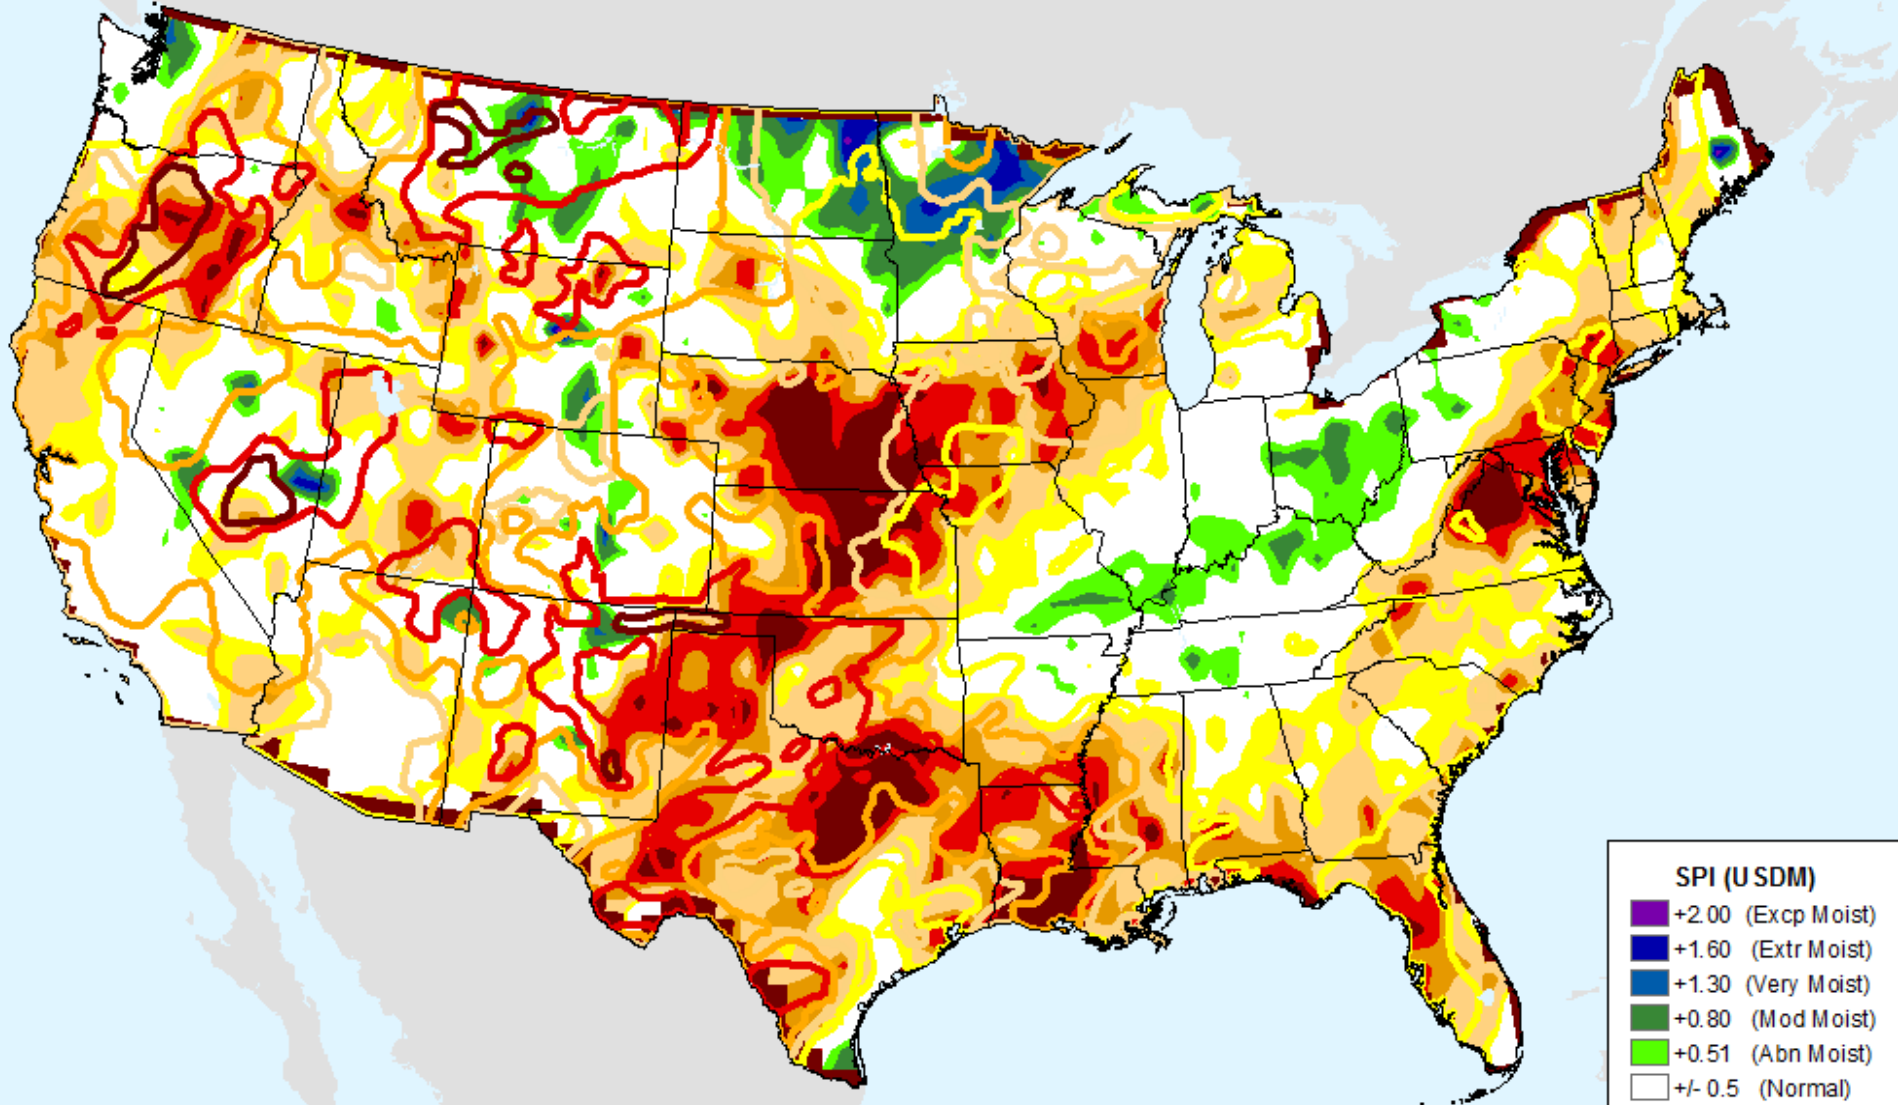 SPI (USDM)
+2.00 (Excp Moist)
+1.60 (Extr Moist)
+1.30 (Very Moist)
+0.80 (Mod Moist)
+0.51 (Abn Moist)
+/- 0.5 (Normal)